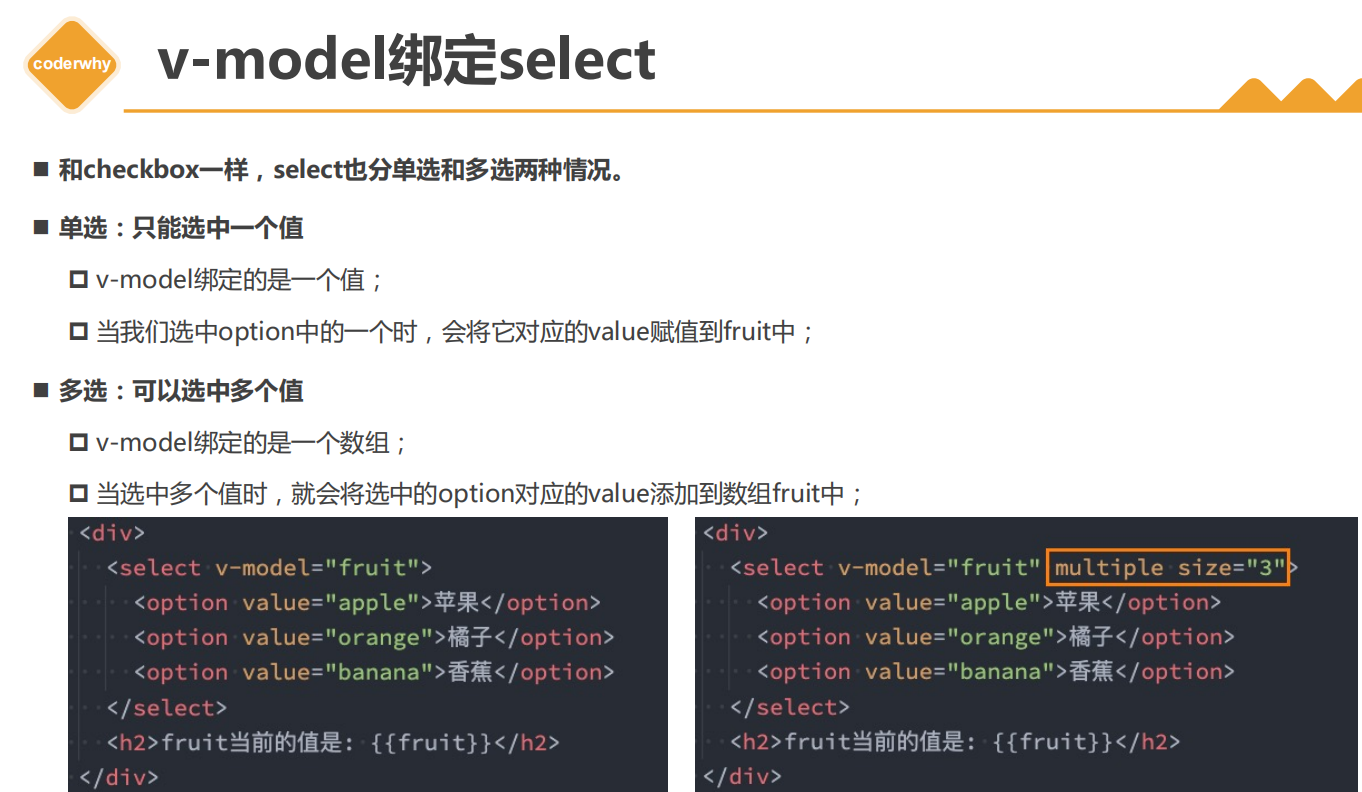 coderwhy
v-model绑定select
和checkbox一样，select也分单选和多选两种情况。
单选：只能选中一个值
v-model绑定的是一个值；
当我们选中option中的一个时，会将它对应的value赋值到fruit中；
多选：可以选中多个值
v-model绑定的是一个数组；
当选中多个值时，就会将选中的option对应的value添加到数组fruit中；
<div>
<select v-model="fruit">
<option value="apple">苹果</option>
<option value="orange">橘子</option>
<option value="banana">香蕉</option>
</select>
<h2>fruit当前的值是: {{fruit}}</h2>
</div>
<div>
<select v-model="fruit" multiple size="3">
<option value="apple">苹果</option>
<option value="orange">橘子</option>
<option value="banana">香蕉</option>
</select>
<h2>fruit当前的值是: {{fruit}}</h2>
</div>